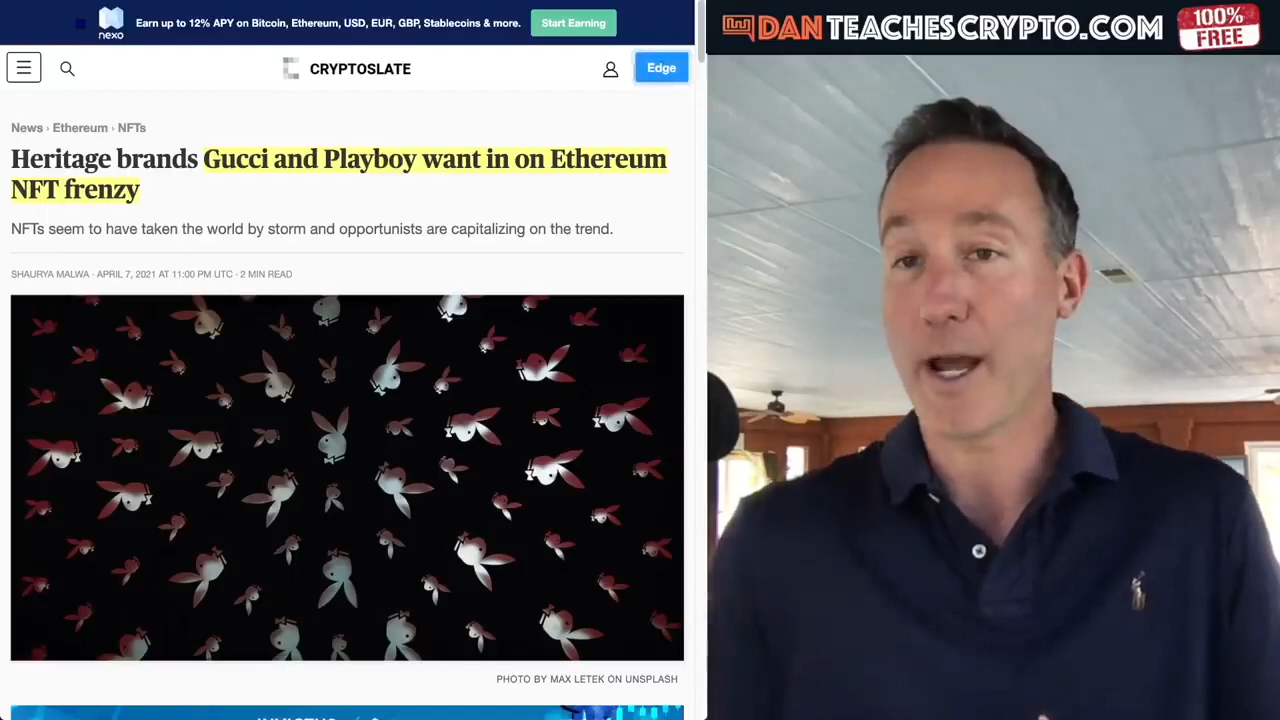 nexo
Earn up to 12% APY on Bitcoin, Ethereum, USD, EUR, GBP, Stablecoins & more.
Start Earning
DANTEACHESCRYPTO.COM
100%
FREE
CRYPTOSLATE
Edge
News › Ethereum › NFTs
Heritage brands Gucci and Playboy want in on Ethereum
NFT frenzy
NFTs seem to have taken the world by storm and opportunists are capitalizing on the trend.
SHAURYA MALWA · APRIL 7, 2021 AT 11:00 PM UTC · 2 MIN READ
PHOTO BY MAX LETEK ON UNSPLASH